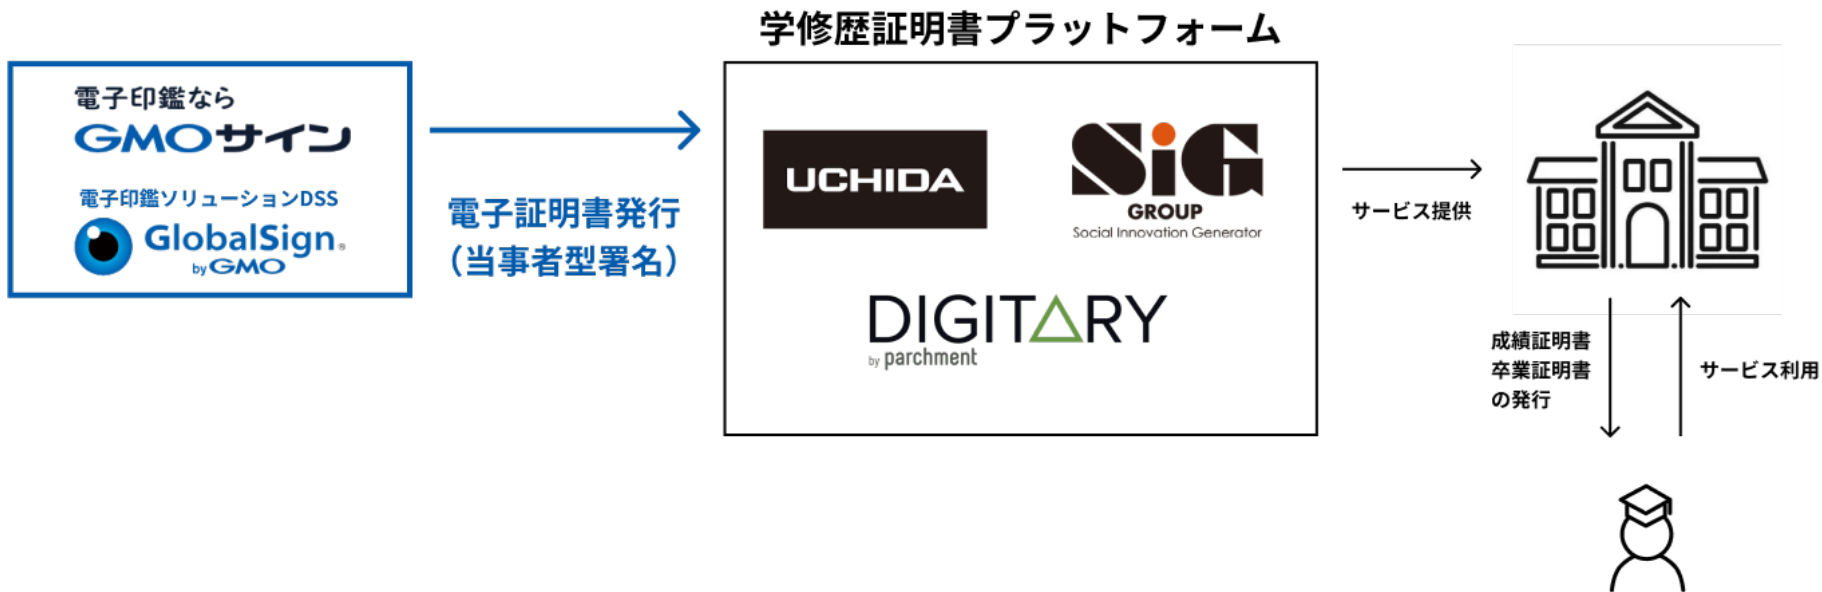 学修歴証明書プラットフォーム
電子印鑑なら
GMOサイン
電子印鑑ソリューションDSS
GlobalSign®
by GMO
電子証明書発行
（当事者型署名）
UCHIDA
SiG
GROUP
Social Innovation Generator
DIGITARY
by parchment
サービス提供
成績証明書
卒業証明書
の発行
サービス利用